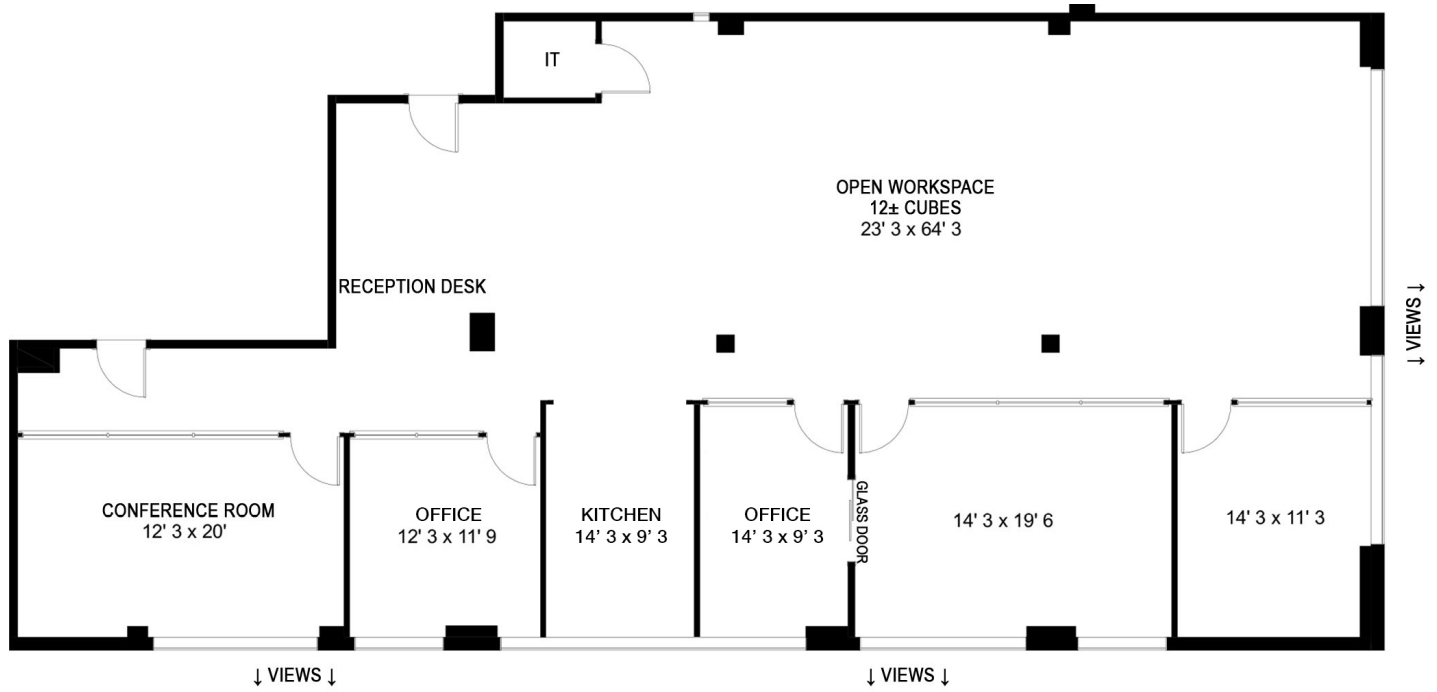 IT
OPEN WORKSPACE
12± CUBES
23' 3 x 64' 3
RECEPTION DESK
↑ VIEWS ↑
CONFERENCE ROOM
12' 3 x 20'
OFFICE
12' 3 x 11' 9
KITCHEN
14’ 3 x 9’ 3
OFFICE
14’ 3 x 9’ 3
GLASS DOOR
14' 3 x 19' 6
14' 3 x 11' 3
↓ VIEWS ↓
↓ VIEWS ↓